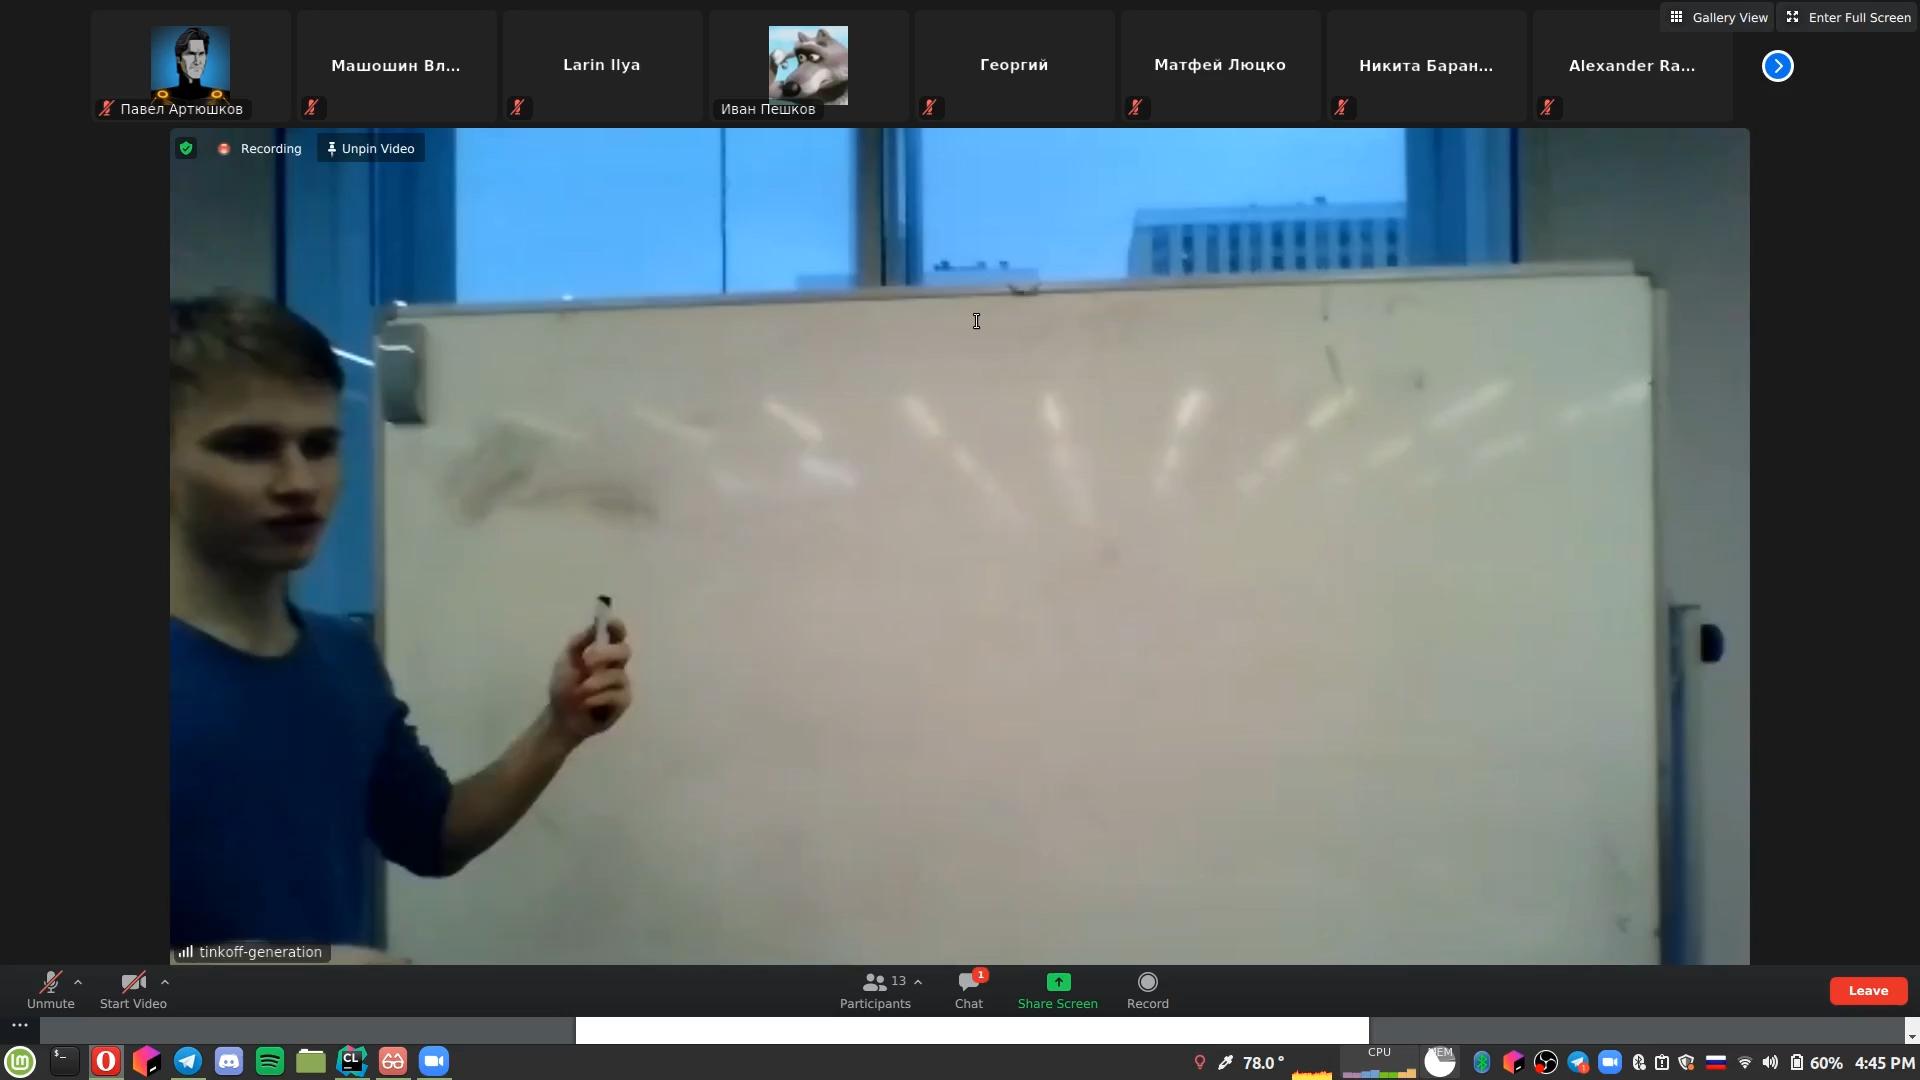 Gallery View
Enter Full Screen
Павел Артюшков
Машошин Вл...
Larin Ilya
Иван Пешков
Георгий
Матфей Люцко
Никита Баран...
Alexander Ra...
Recording
Unpin Video
tinkoff-generation
Unmute
Start Video
13
Participants
1
Chat
Share Screen
Record
Leave
lm
CL
78.0°
CPU
MEM
60%
4:45 PM